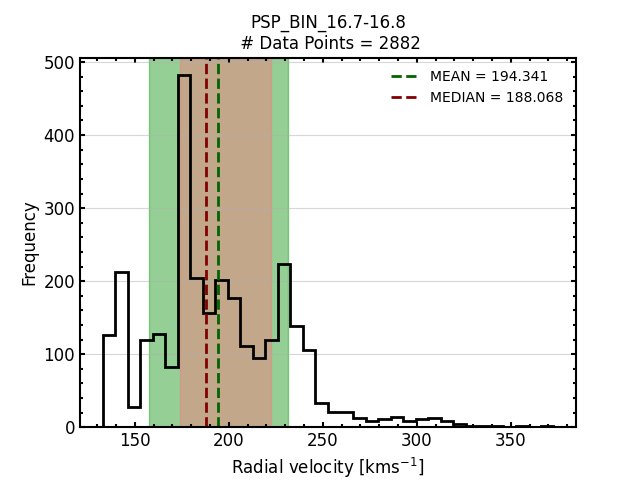 PSP_BIN_16.7-16.8
# Data Points = 2882
MEAN = 194.341
MEDIAN = 188.068
Frequency
500
400
300
200
100
0
150 200 250 300 350
Radial velocity [kms⁻¹]